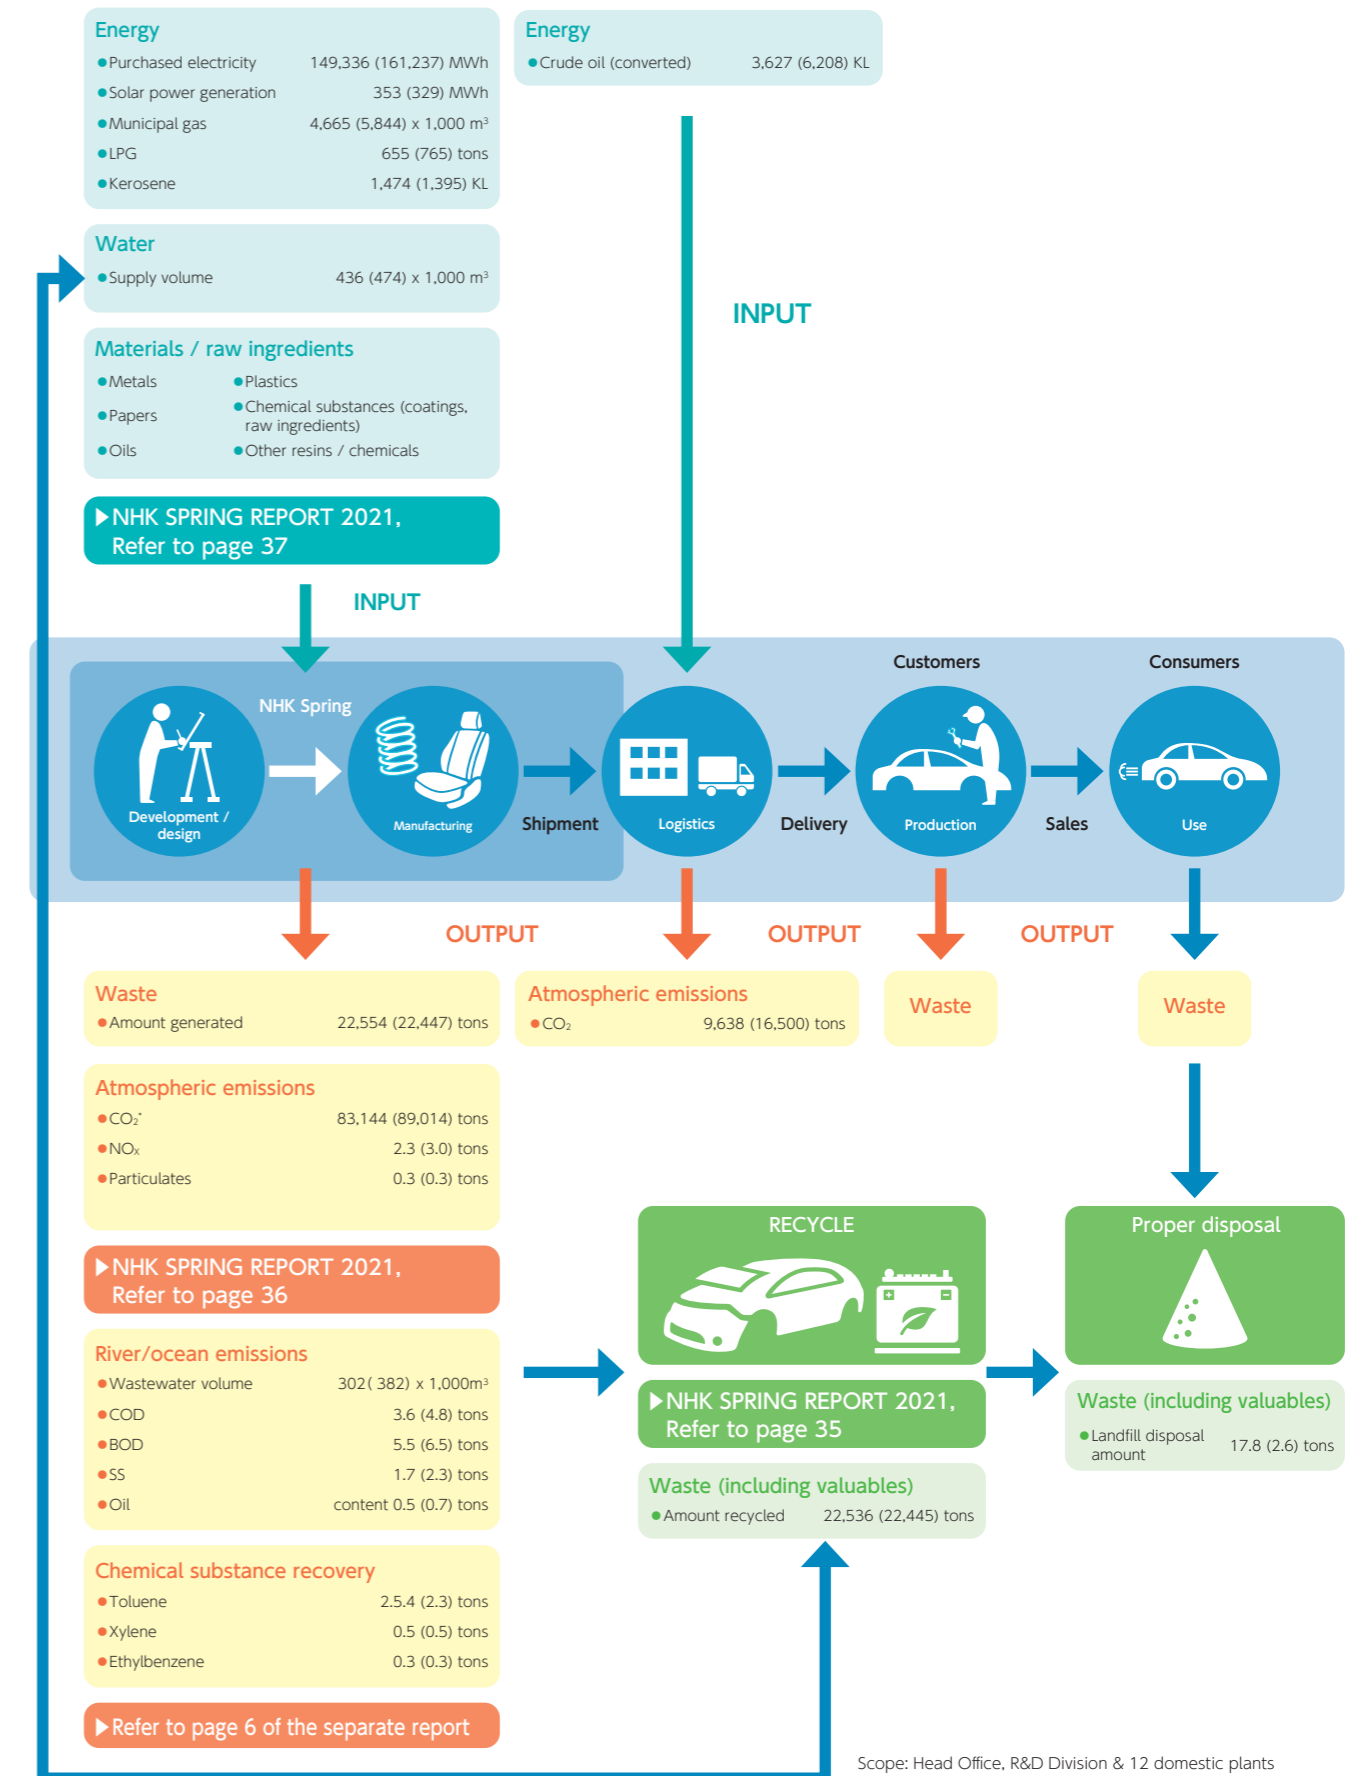 Energy
Purchased electricity 149,336 (161,237) MWh
Solar power generation 353 (329) MWh
Municipal gas 4,665 (5,844) x 1,000 m³
LPG 655 (765) tons
Kerosene 1,474 (1,395) KL
Energy
Crude oil (converted) 3,627 (6,208) KL
Water
Supply volume 436 (474) x 1,000 m³
INPUT
Materials / raw ingredients
Metals
Papers
Oils
Plastics
Chemical substances (coatings,
raw ingredients)
Other resins / chemicals
NHK SPRING REPORT 2021,
Refer to page 37
INPUT
Customers
Consumers
NHK Spring
Development /
design
Manufacturing
Shipment
Logistics
Delivery
Production
Sales
Use
OUTPUT
OUTPUT
OUTPUT
Waste
Amount generated 22,554 (22,447) tons
Atmospheric emissions
CO₂ 9,638 (16,500) tons
Waste
Waste
Atmospheric emissions
CO₂* 83,144 (89,014) tons
NOx 2.3 (3.0) tons
Particulates 0.3 (0.3) tons
NHK SPRING REPORT 2021,
Refer to page 36
River/ocean emissions
Wastewater volume 302( 382) x 1,000m³
COD 3.6 (4.8) tons
BOD 5.5 (6.5) tons
SS 1.7 (2.3) tons
Oil content 0.5 (0.7) tons
Chemical substance recovery
Toluene 2.5.4 (2.3) tons
Xylene 0.5 (0.5) tons
Ethylbenzene 0.3 (0.3) tons
Refer to page 6 of the separate report
RECYCLE
NHK SPRING REPORT 2021,
Refer to page 35
Waste (including valuables)
Amount recycled 22,536 (22,445) tons
Proper disposal
Waste (including valuables)
Landfill disposal
amount
17.8 (2.6) tons
Scope: Head Office, R&D Division & 12 domestic plants